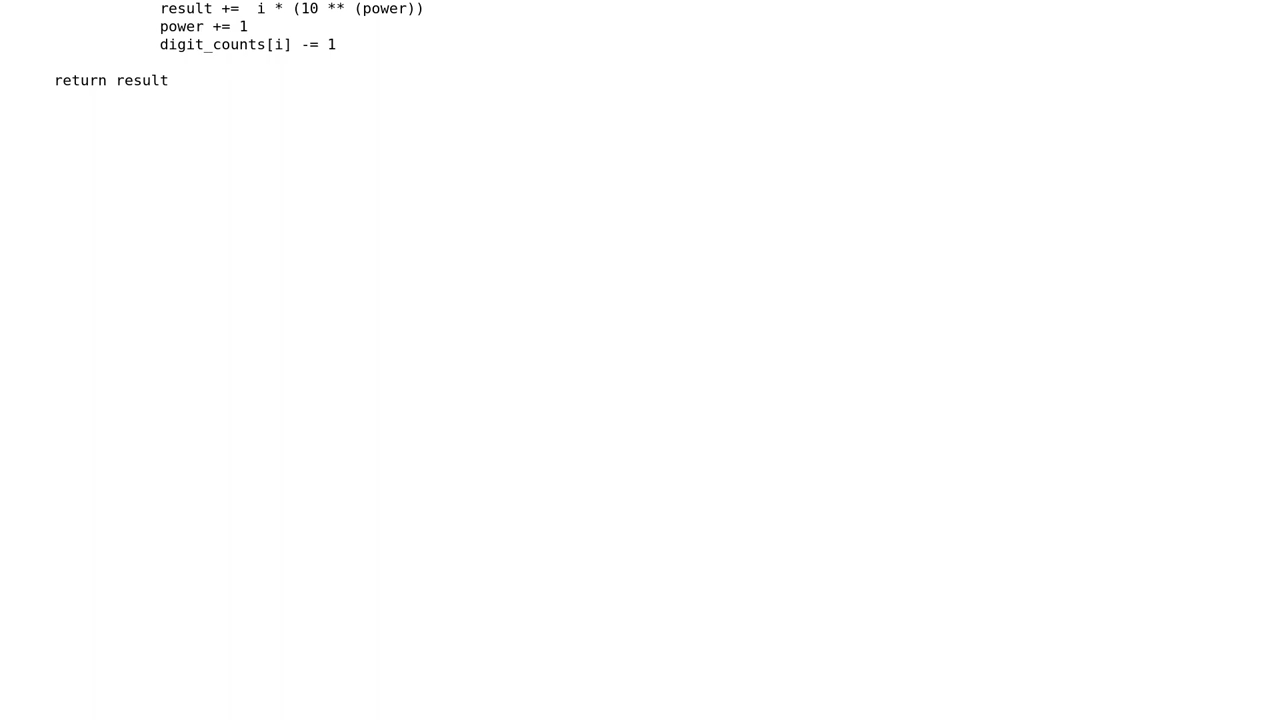 result +=  i * (10 ** (power))
power += 1
digit_counts[i] -= 1
return result